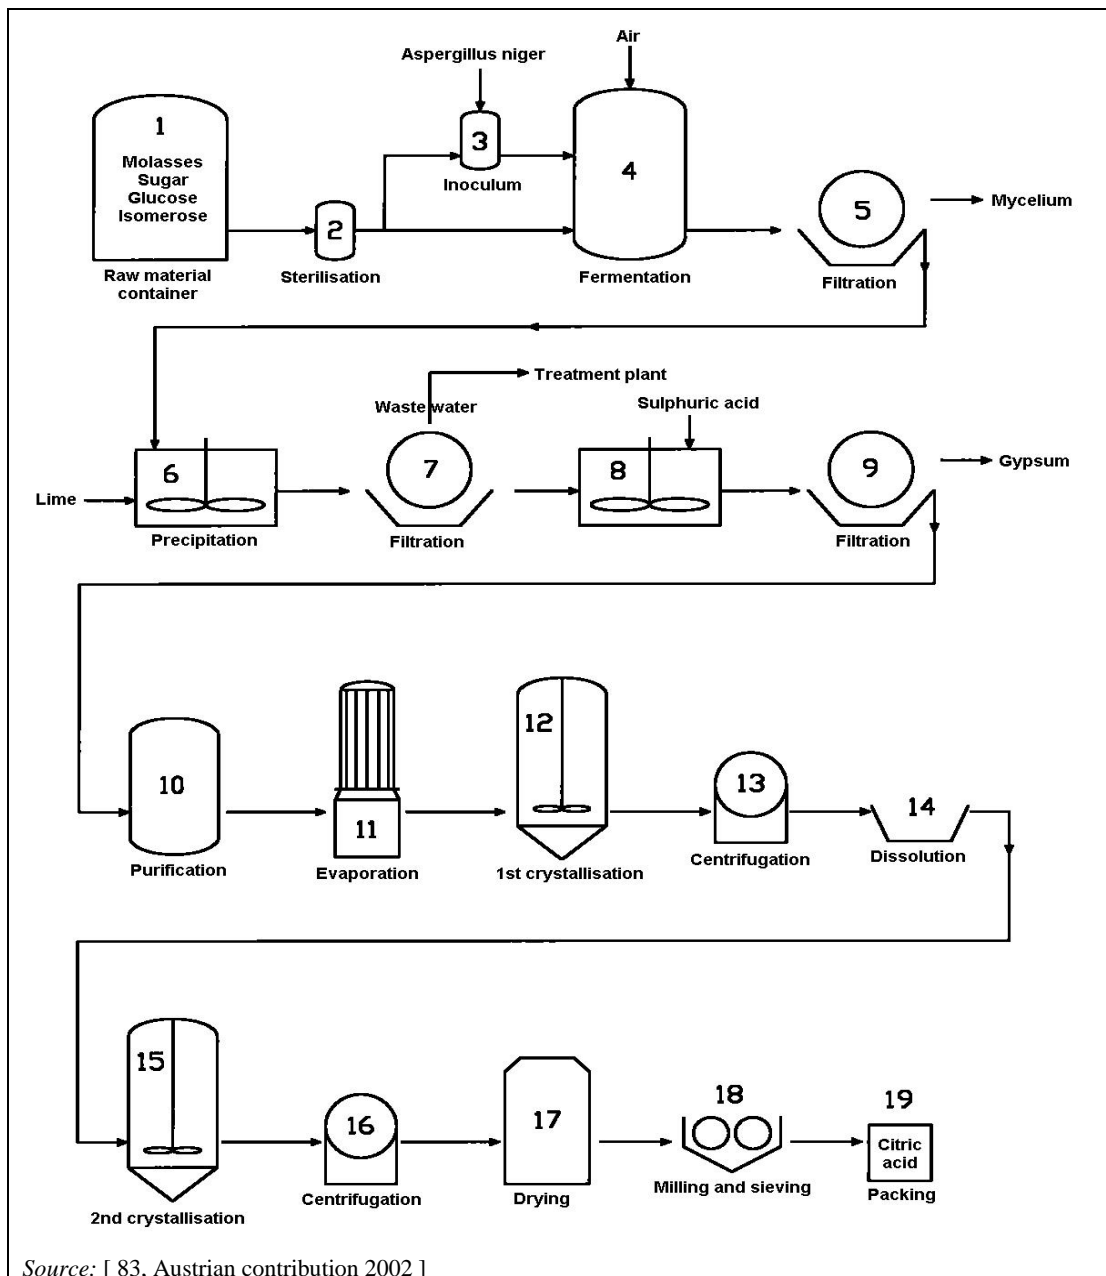 Air
Aspergillus niger
1
Molasses
Sugar
Glucose
Isomerose
Raw material
container
2
Sterilisation
3
Inoculum
4
Fermentation
5
Filtration
Mycelium
Treatment plant
Waste water
Sulphuric acid
Lime
6
Precipitation
7
Filtration
8
9
Filtration
Gypsum
10
Purification
11
Evaporation
12
1st crystallisation
13
Centrifugation
14
Dissolution
15
2nd crystallisation
16
Centrifugation
17
Drying
18
Milling and sieving
19
Citric
acid
Packing
Source: [ 83, Austrian contribution 2002 ]